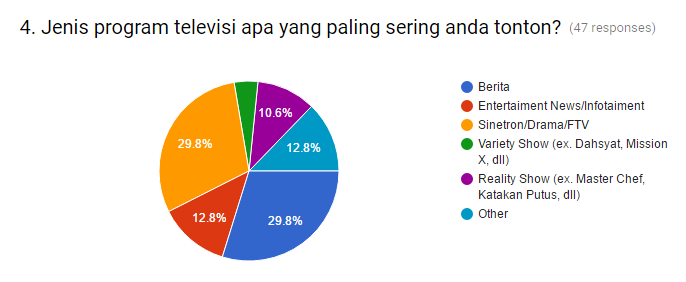 4. Jenis program televisi apa yang paling sering anda tonton? (47 responses)
10.6%
29.8%
12.8%
12.8%
29.8%
Berita
Entertaiment News/Infotaiment
Sinetron/Drama/FTV
Variety Show (ex. Dahsyat, Mission
X, dll)
Reality Show (ex. Master Chef,
Katakan Putus, dll)
Other